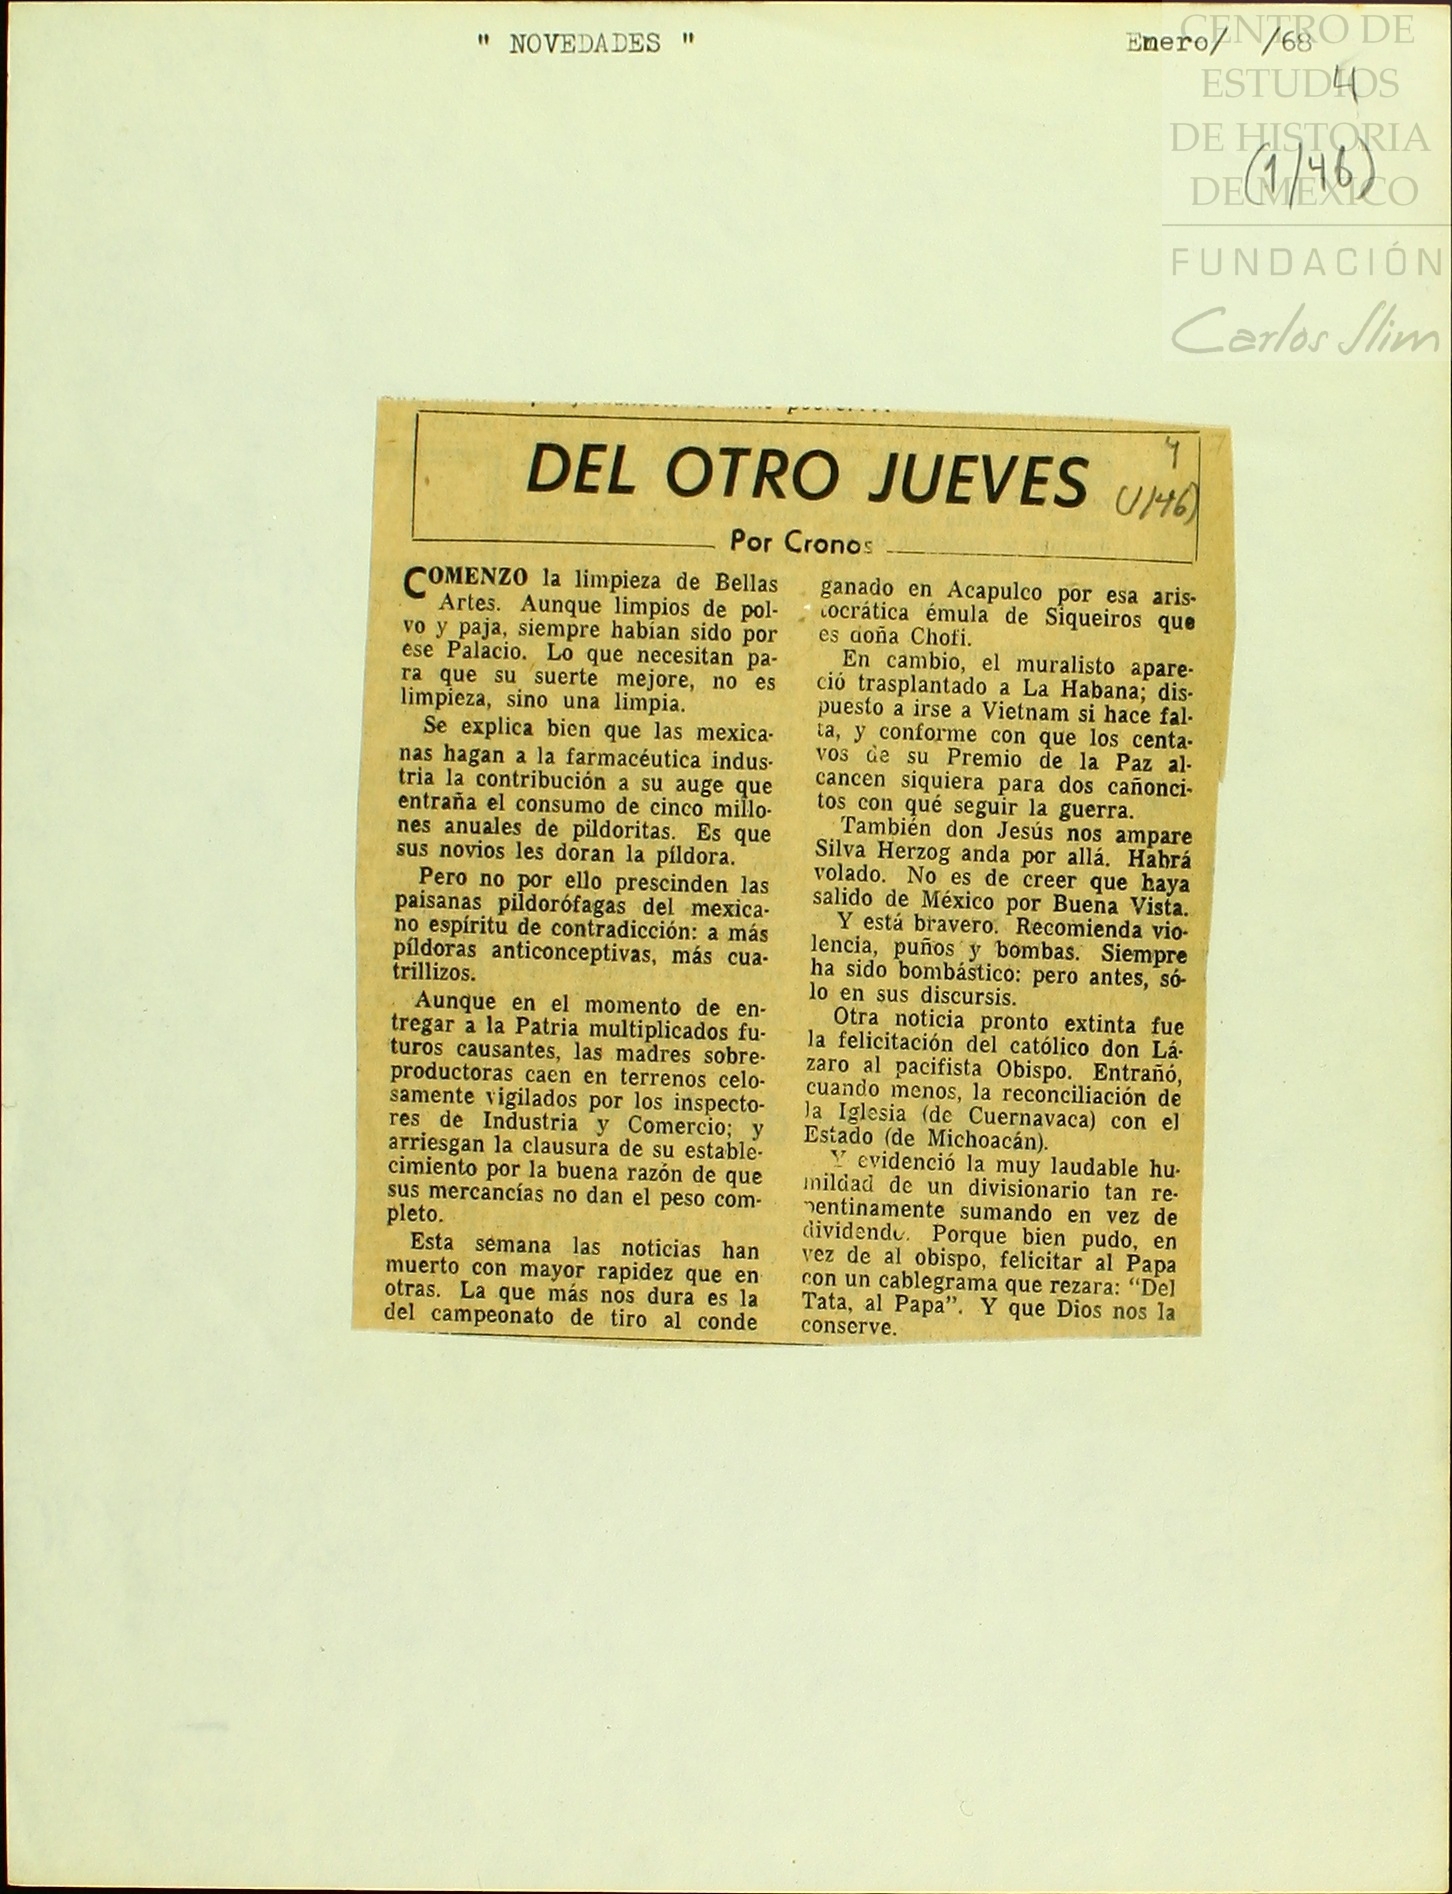 " NOVEDADES "
Enero/ /68
CENTRO DE
ESTUDIOS
DE HISTORIA
DE MÉXICO
FUNDACIÓN
Carlos Slim
4
(1/46)
DEL OTRO JUEVES
4
(1/46)
Por Cronos
COMENZO la limpieza de Bellas
Artes. Aunque limpios de pol-
vo y paja, siempre habían sido por
ese Palacio. Lo que necesitan pa-
ra que su suerte mejore, no es
limpieza, sino una limpia.
Se explica bien que las mexica-
nas hagan a la farmacéutica indus-
tria la contribución a su auge que
entraña el consumo de cinco millo-
nes anuales de pildoritas. Es que
sus novios les doran la píldora.
Pero no por ello prescinden las
paisanas pildorófagas del mexica-
no espíritu de contradicción: a más
píldoras anticonceptivas, más cua-
trillizos.
Aunque en el momento de en-
tregar a la Patria multiplicados fu-
turos causantes, las madres sobre-
productoras caen en terrenos celo-
samente vigilados por los inspecto-
res de Industria y Comercio; y
arriesgan la clausura de su estable-
cimiento por la buena razón de que
sus mercancías no dan el peso com-
pleto.
Esta semana las noticias han
muerto con mayor rapidez que en
otras. La que más nos dura es la
del campeonato de tiro al conde
ganado en Acapulco por esa aris-
tocrática émula de Siqueiros que
es doña Chofi.
En cambio, el muralisto apare-
ció trasplantado a La Habana; dis-
puesto a irse a Vietnam si hace fal-
ta, y conforme con que los centa-
vos de su Premio de la Paz al-
cancen siquiera para dos cañonci-
tos con qué seguir la guerra.
También don Jesús nos ampare
Silva Herzog anda por allá. Habrá
volado. No es de creer que haya
salido de México por Buena Vista.
Y está bravero. Recomienda vio-
lencia, puños y bombas. Siempre
ha sido bombástico: pero antes, só-
lo en sus discursis.
Otra noticia pronto extinta fue
la felicitación del católico don Lá-
zaro al pacifista Obispo. Entrañó,
cuando menos, la reconciliación de
la Iglesia (de Cuernavaca) con el
Estado (de Michoacán).
Y evidenció la muy laudable hu-
mildad de un divisionario tan re-
pentinamente sumando en vez de
dividendo. Porque bien pudo, en
vez de al obispo, felicitar al Papa
con un cablegrama que rezara: "Del
Tata, al Papa". Y que Dios nos la
conserve.